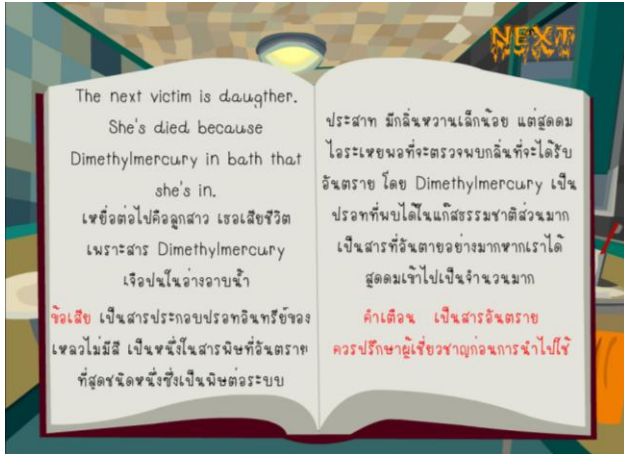 NEXT
The next victim is daugther.
She's died because
Dimethylmercury in bath that
she's in.
เหยื่อต่อไปคือลูกสาว เธอเสียชีวิต
เพราะสาร Dimethylmercury
เจือปนในอ่างอาบน้ำ
ข้อเสีย เป็นสารประกอบปรอทอินทรีย์ของ
เหลวไม่มีสี เป็นหนึ่งในสารพิษที่อันตราย
ที่สุดชนิดหนึ่งซึ่งเป็นพิษต่อระบบ
ประสาท มีกลิ่นหวานเล็กน้อย แต่สูดดม
ไอระเหยพอที่จะตรวจพบกลิ่นที่จะได้รับ
อันตราย โดย Dimethylmercury เป็น
ปรอทที่พบได้ในแก๊สธรรมชาติส่วนมาก
เป็นสารที่อันตายอย่างมากหากเราได้
สูดดมเข้าไปเป็นจำนวนมาก
คำเตือน เป็นสารอันตราย
ควรปรึกษาผู้เชี่ยวชาญก่อนการนำไปใช้